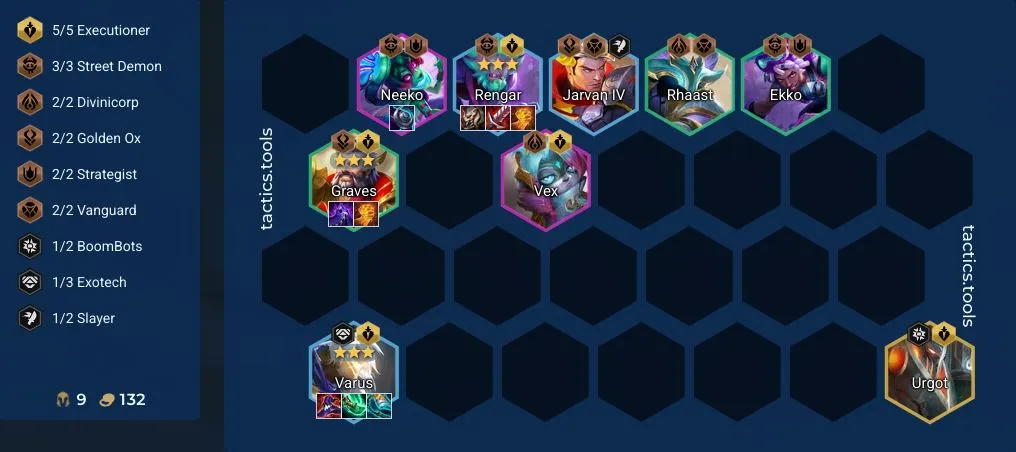 5/5 Executioner
3/3 Street Demon
2/2 Divinicorp
2/2 Golden Ox
2/2 Strategist
2/2 Vanguard
1/2 BoomBots
1/3 Exotech
1/2 Slayer
9 132
tactics.tools
Neeko Rengar Jarvan IV Rhaast Ekko
Graves Vex
Varus Urgot
tactics.tools